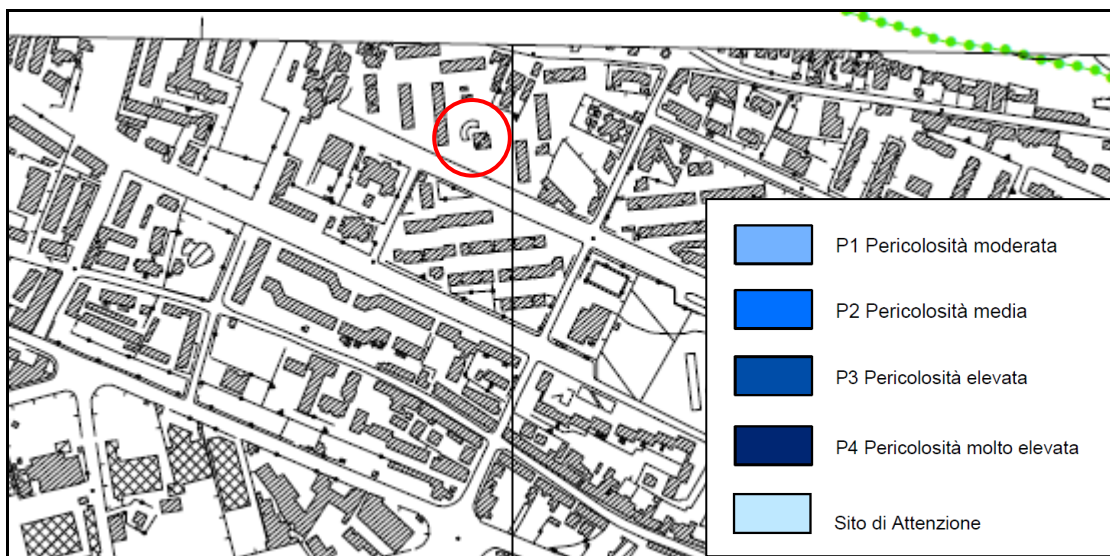 P1 Pericolosità moderata
P2 Pericolosità media
P3 Pericolosità elevata
P4 Pericolosità molto elevata
Sito di Attenzione